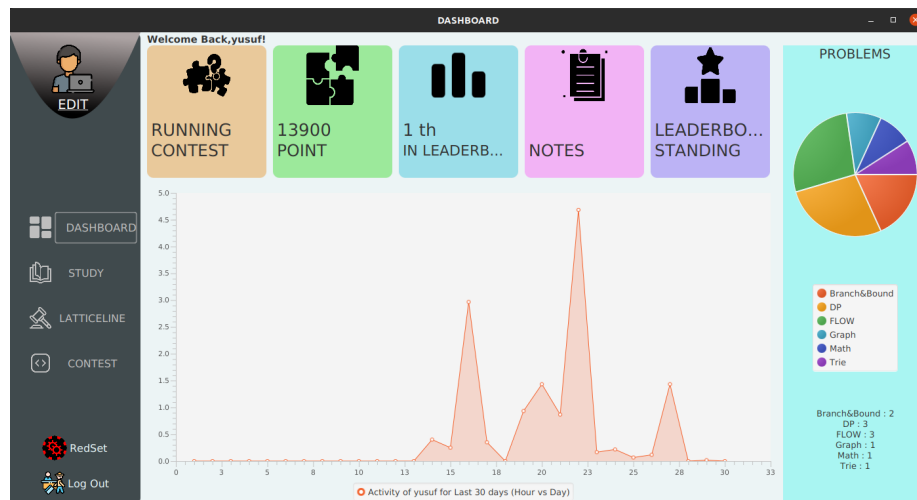 DASHBOARD
Welcome Back,yusuf!
EDIT
DASHBOARD
STUDY
LATTICELINE
CONTEST
RedSet
Log Out
RUNNING
CONTEST
13900
POINT
1 th
IN LEADERB...
NOTES
LEADERBO...
STANDING
5.0
4.5
4.0
3.5
3.0
2.5
2.0
1.5
1.0
0.5
0.0
0 3 5 8 10 13 15 18 20 23 25 28 30 33
Activity of yusuf for Last 30 days (Hour vs Day)
PROBLEMS
Branch&Bound
DP
FLOW
Graph
Math
Trie
Branch&Bound : 2
DP : 3
FLOW : 3
Graph : 1
Math : 1
Trie : 1